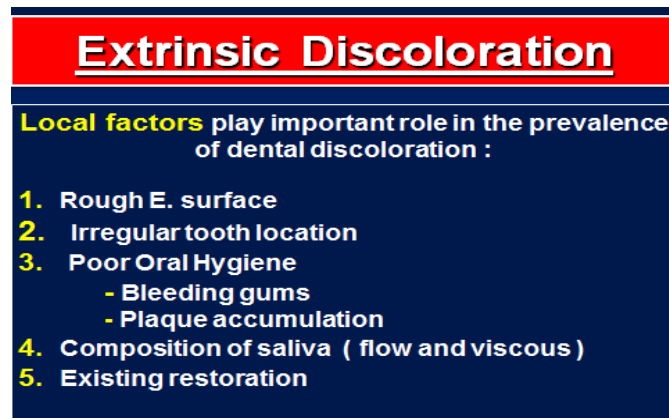 Extrinsic Discoloration
Local factors play important role in the prevalence
of dental discoloration :
1. Rough E. surface
2. Irregular tooth location
3. Poor Oral Hygiene
- Bleeding gums
- Plaque accumulation
4. Composition of saliva ( flow and viscous )
5. Existing restoration